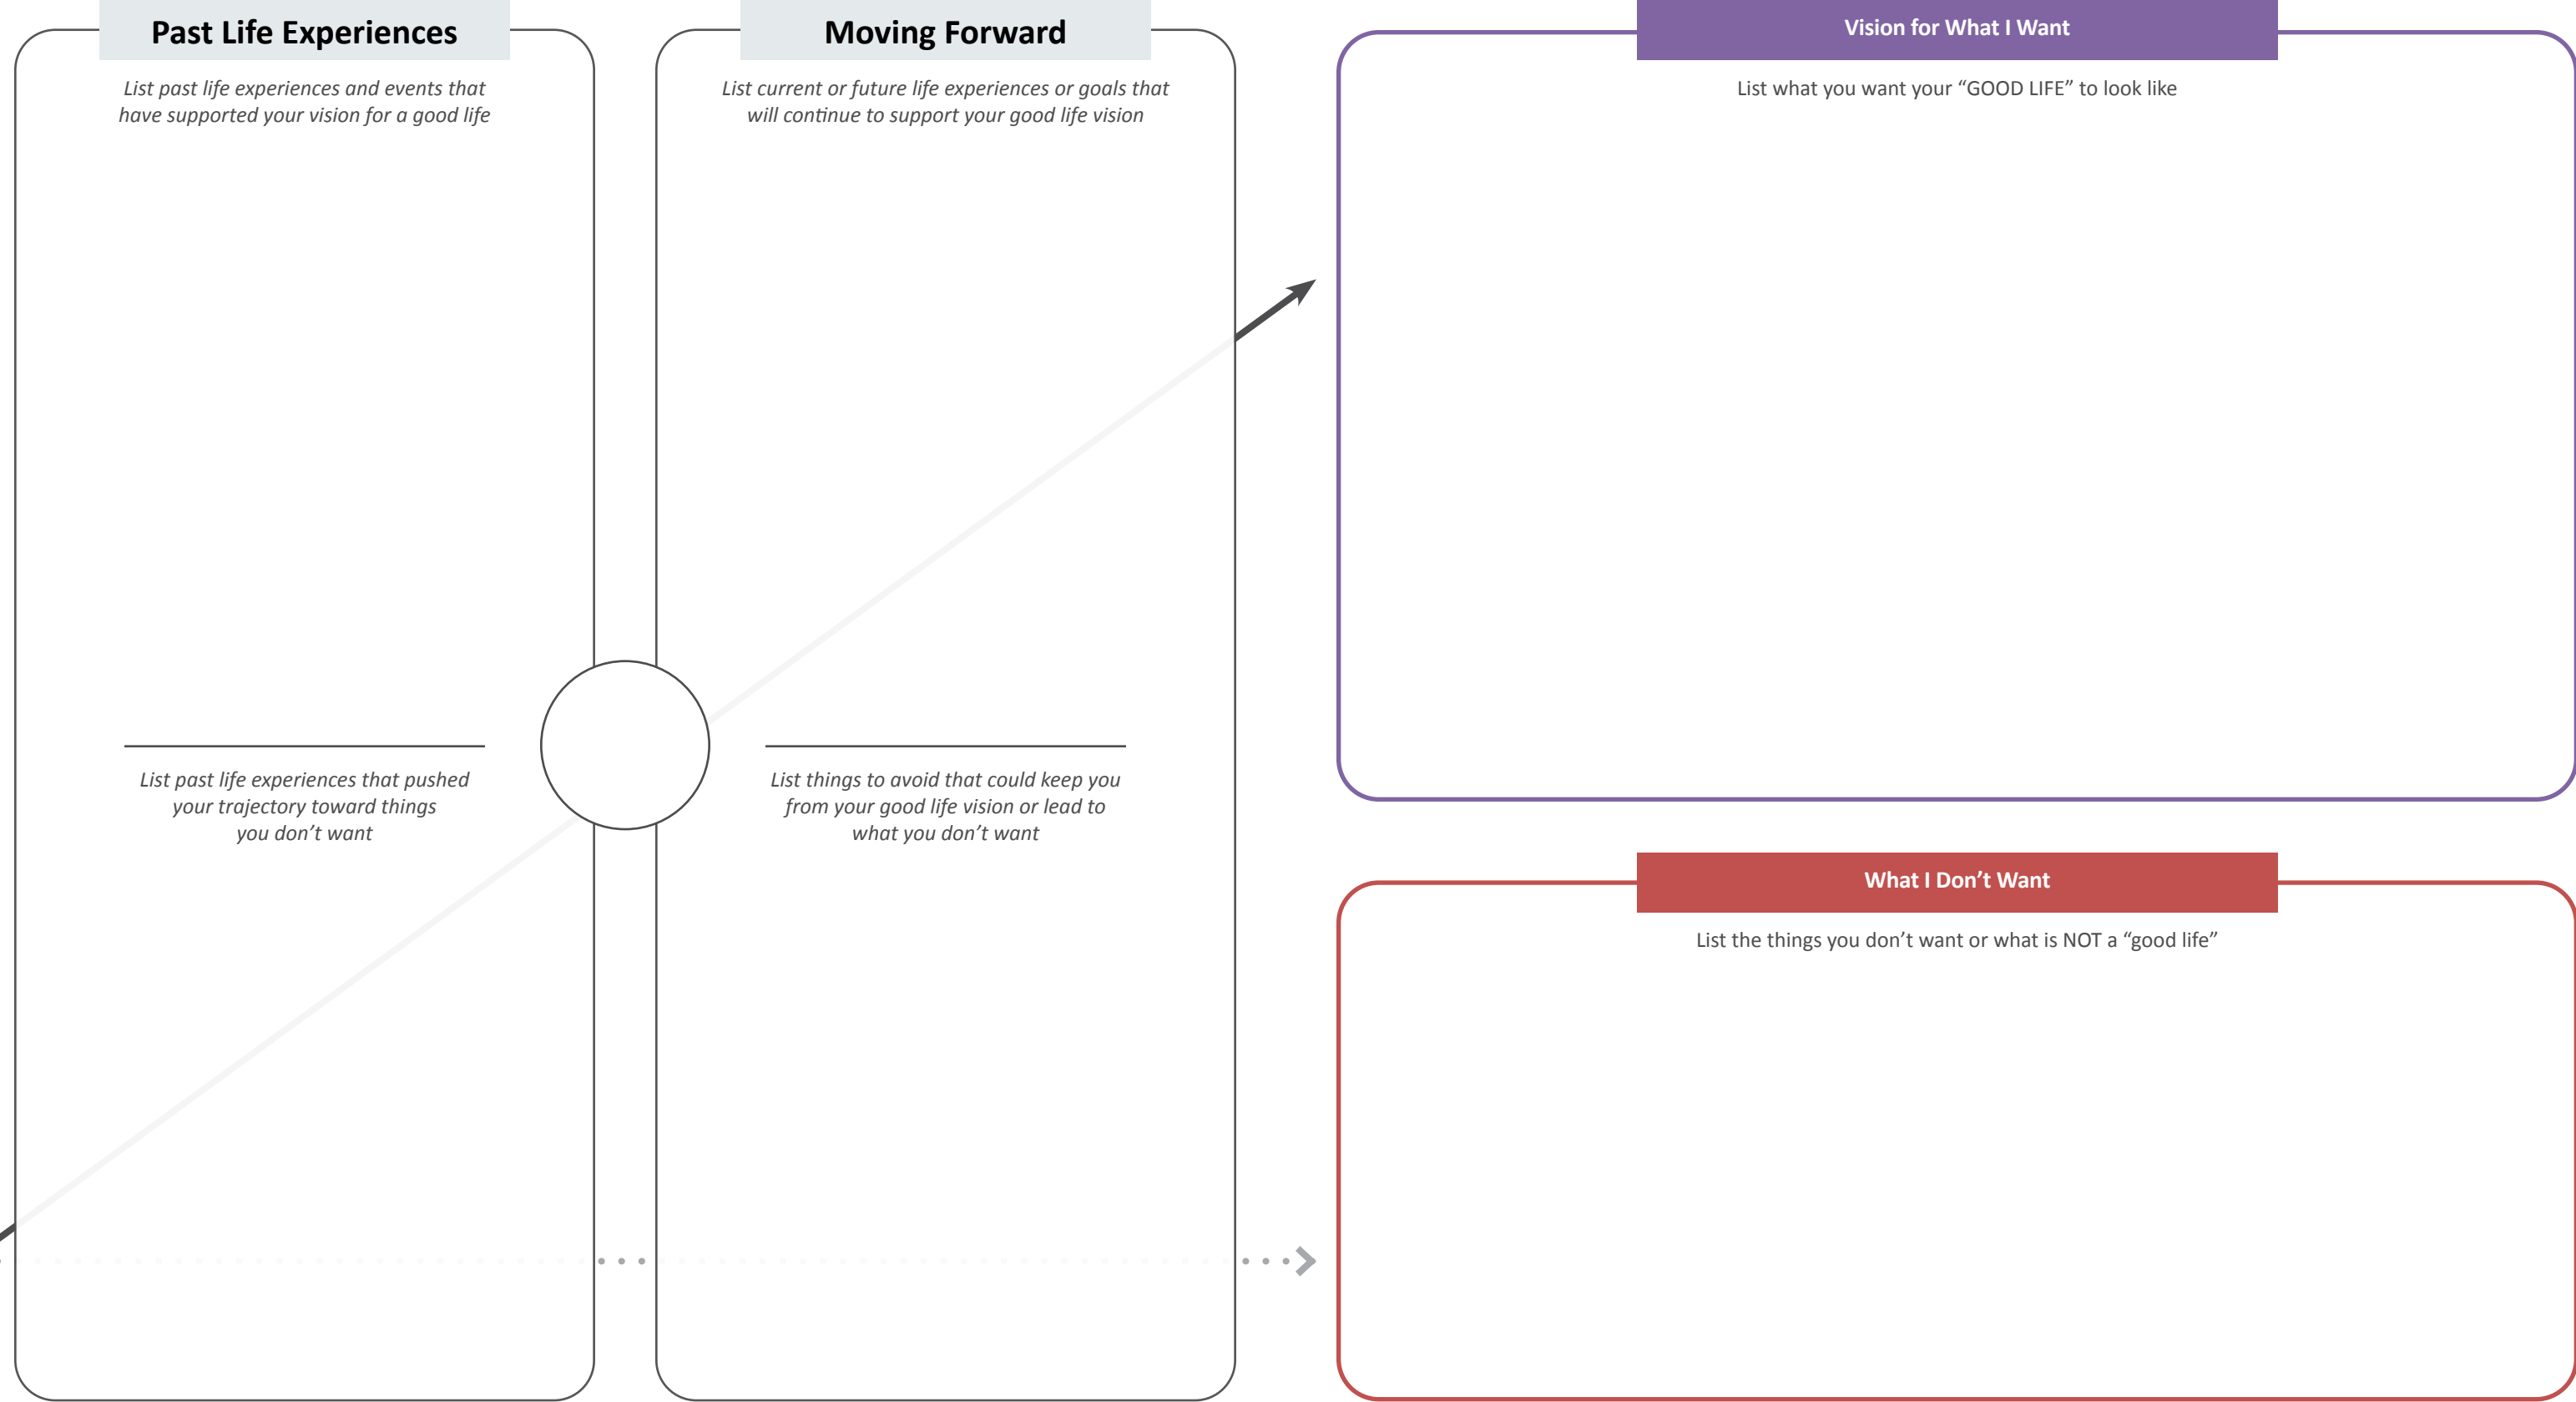 Past Life Experiences
List past life experiences and events that
have supported your vision for a good life
List past life experiences that pushed
your trajectory toward things
you don’t want
Moving Forward
List current or future life experiences or goals that
will continue to support your good life vision
List things to avoid that could keep you
from your good life vision or lead to
what you don’t want
Vision for What I Want
List what you want your “GOOD LIFE” to look like
What I Don’t Want
List the things you don’t want or what is NOT a “good life”